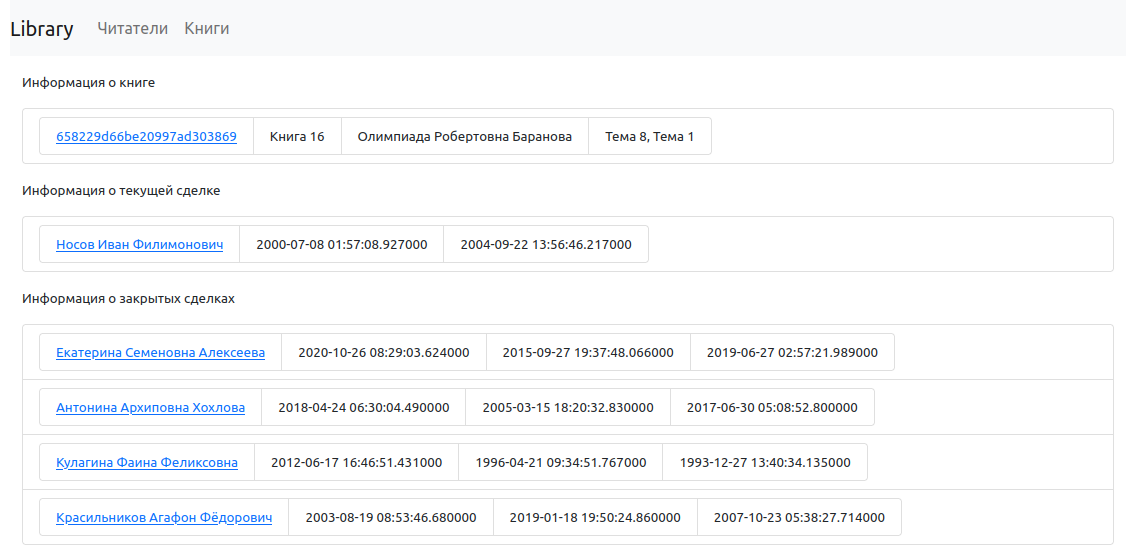 Library Читатели Книги
Информация о книге
658229d66be20997ad303869 Книга 16 Олимпиада Робертовна Баранова Тема 8, Тема 1
Информация о текущей сделке
Носов Иван Филимонович 2000-07-08 01:57:08.927000 2004-09-22 13:56:46.217000
Информация о закрытых сделках
Екатерина Семеновна Алексеева 2020-10-26 08:29:03.624000 2015-09-27 19:37:48.066000 2019-06-27 02:57:21.989000
Антонина Архиповна Хохлова 2018-04-24 06:30:04.490000 2005-03-15 18:20:32.830000 2017-06-30 05:08:52.800000
Кулагина Фаина Феликсовна 2012-06-17 16:46:51.431000 1996-04-21 09:34:51.767000 1993-12-27 13:40:34.135000
Красильников Агафон Фёдорович 2003-08-19 08:53:46.680000 2019-01-18 19:50:24.860000 2007-10-23 05:38:27.714000